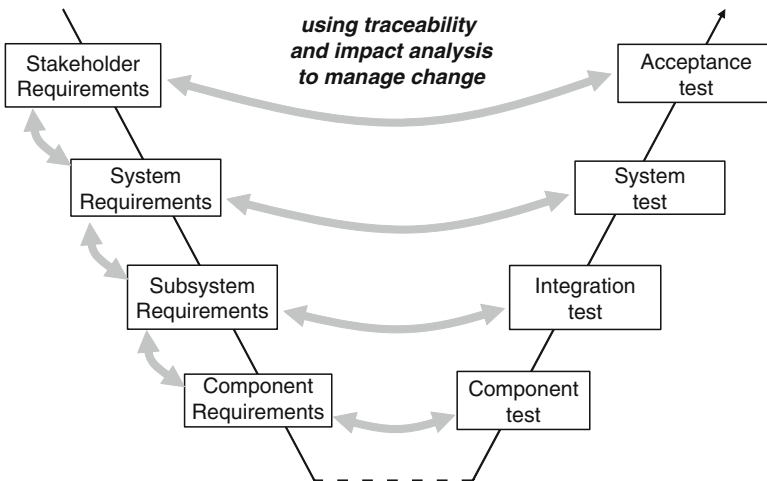 using traceability
and impact analysis
to manage change
Stakeholder
Requirements
Acceptance
test
System
Requirements
System
test
Subsystem
Requirements
Integration
test
Component
Requirements
Component
test